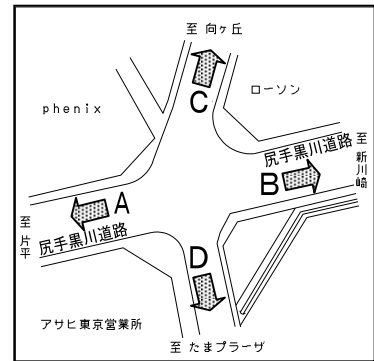 至 向ヶ丘
ローソン
phenix
C
至 新川崎
尻手黒川道路
B
A
至 片平
尻手黒川道路
D
アサヒ東京営業所
至 たまプラーザ